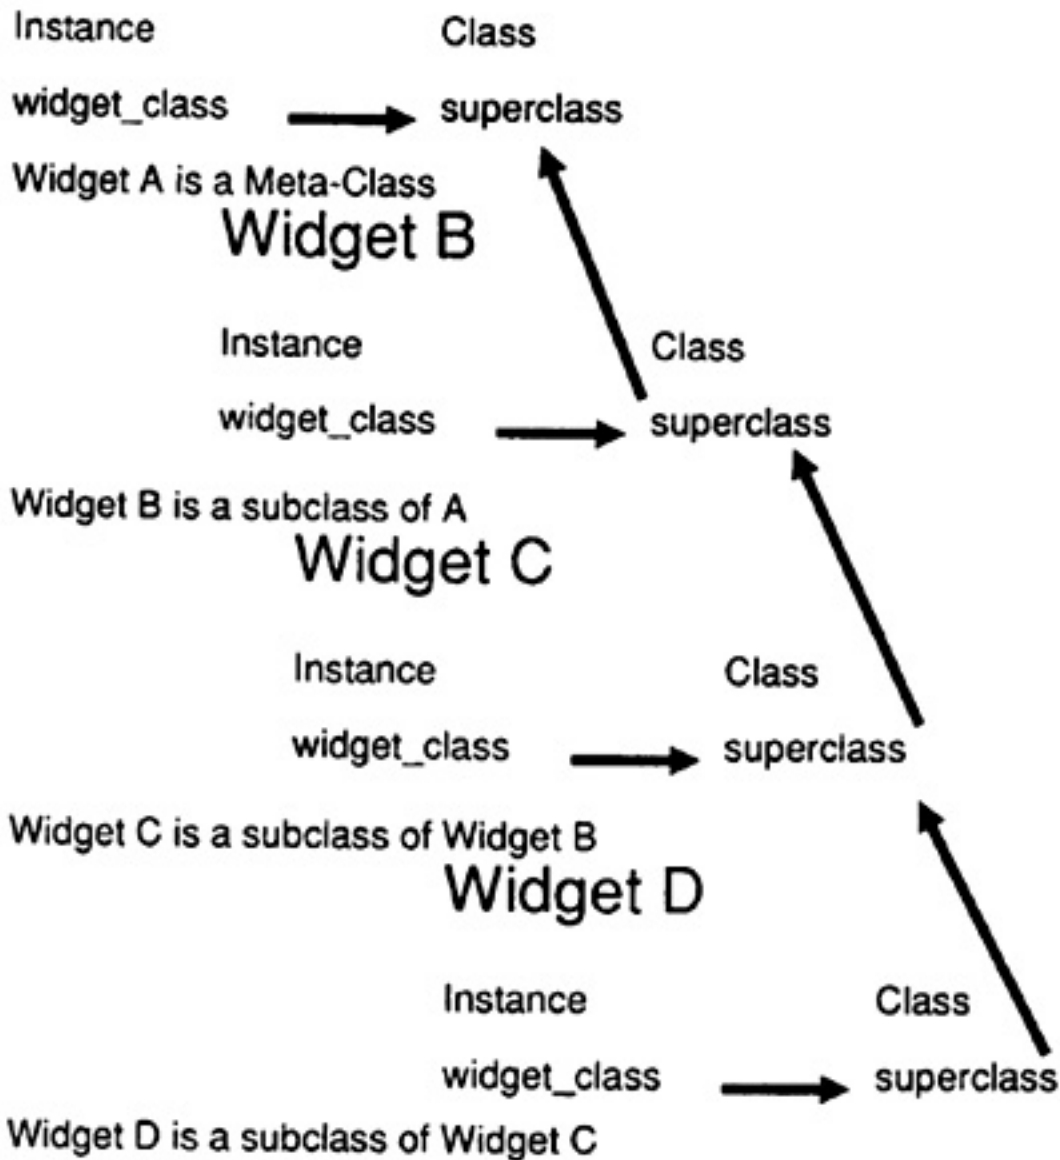 Instance Class
widget_class superclass
Widget A is a Meta-Class
Widget B
Instance Class
widget_class superclass
Widget B is a subclass of A
Widget C
Instance Class
widget_class superclass
Widget C is a subclass of Widget B
Widget D
Instance Class
widget_class superclass
Widget D is a subclass of Widget C